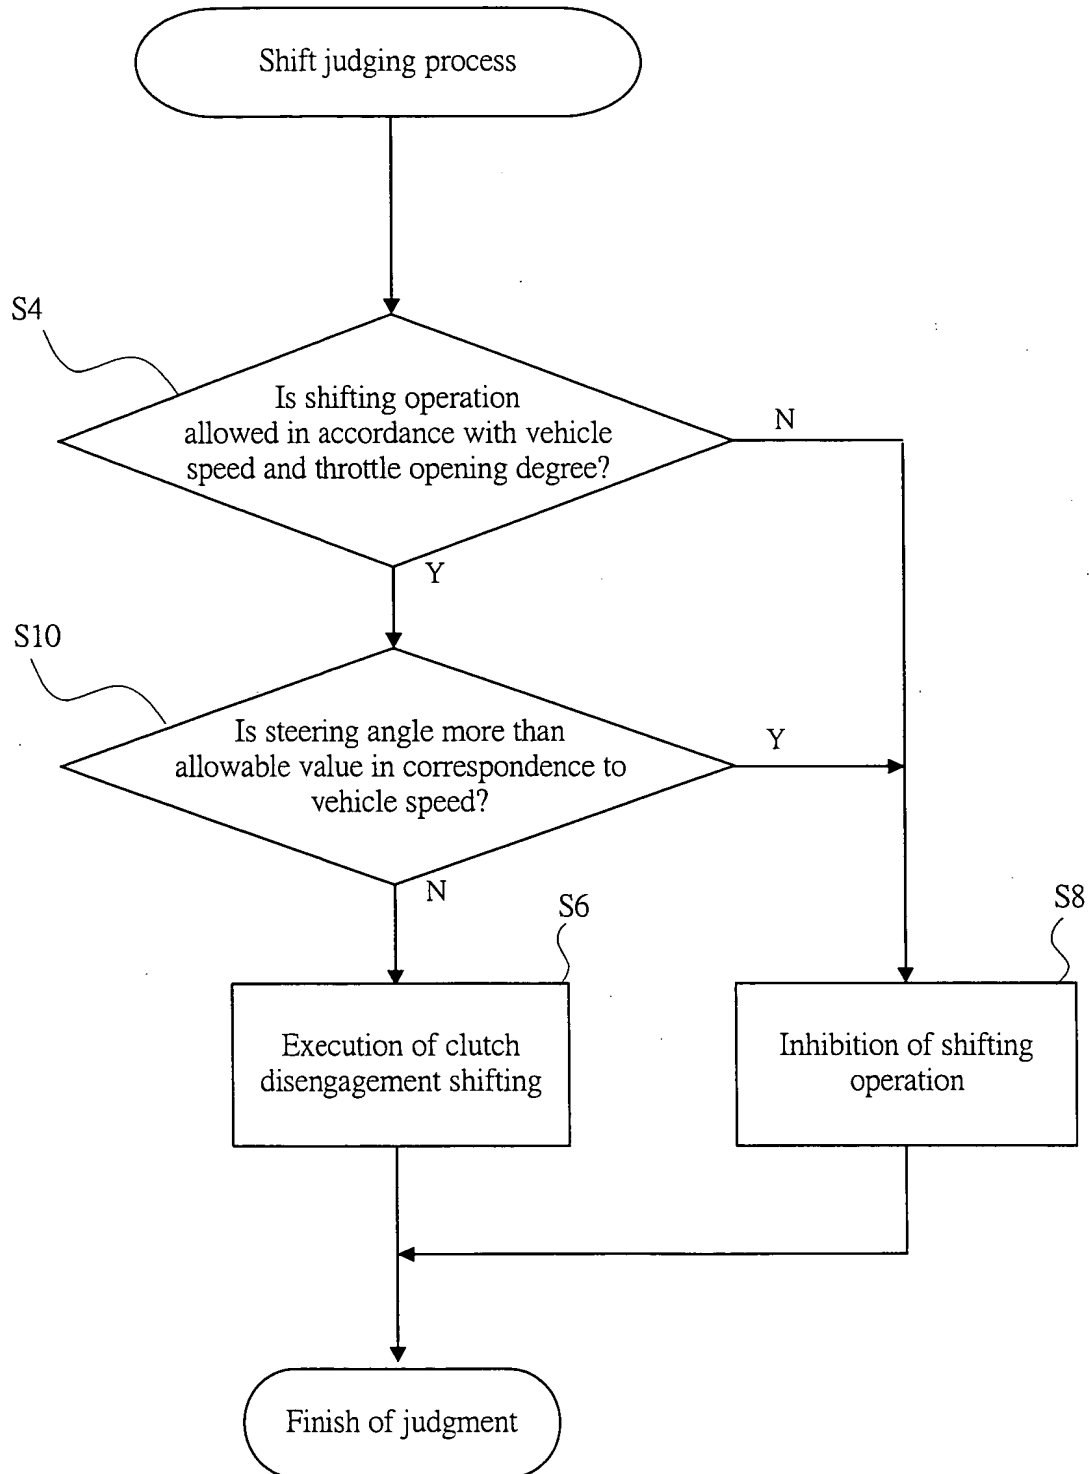 Shift judging process
S4
Is shifting operation
allowed in accordance with vehicle
speed and throttle opening degree?
N
Y
S10
Is steering angle more than
allowable value in correspondence to
vehicle speed?
Y
N
S6
S8
Execution of clutch
disengagement shifting
Inhibition of shifting
operation
Finish of judgment